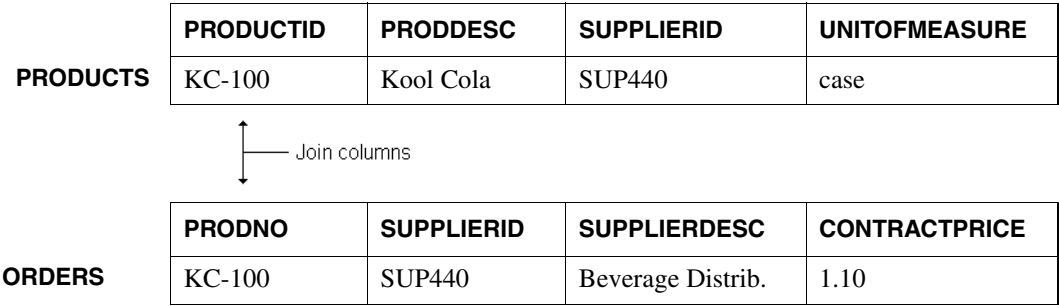 PRODUCTID PRODDESC SUPPLIERID UNITOFMEASURE
PRODUCTS KC-100 Kool Cola SUP440 case
Join columns
PRODNO SUPPLIERID SUPPLIERDESC CONTRACTPRICE
ORDERS KC-100 SUP440 Beverage Distrib. 1.10